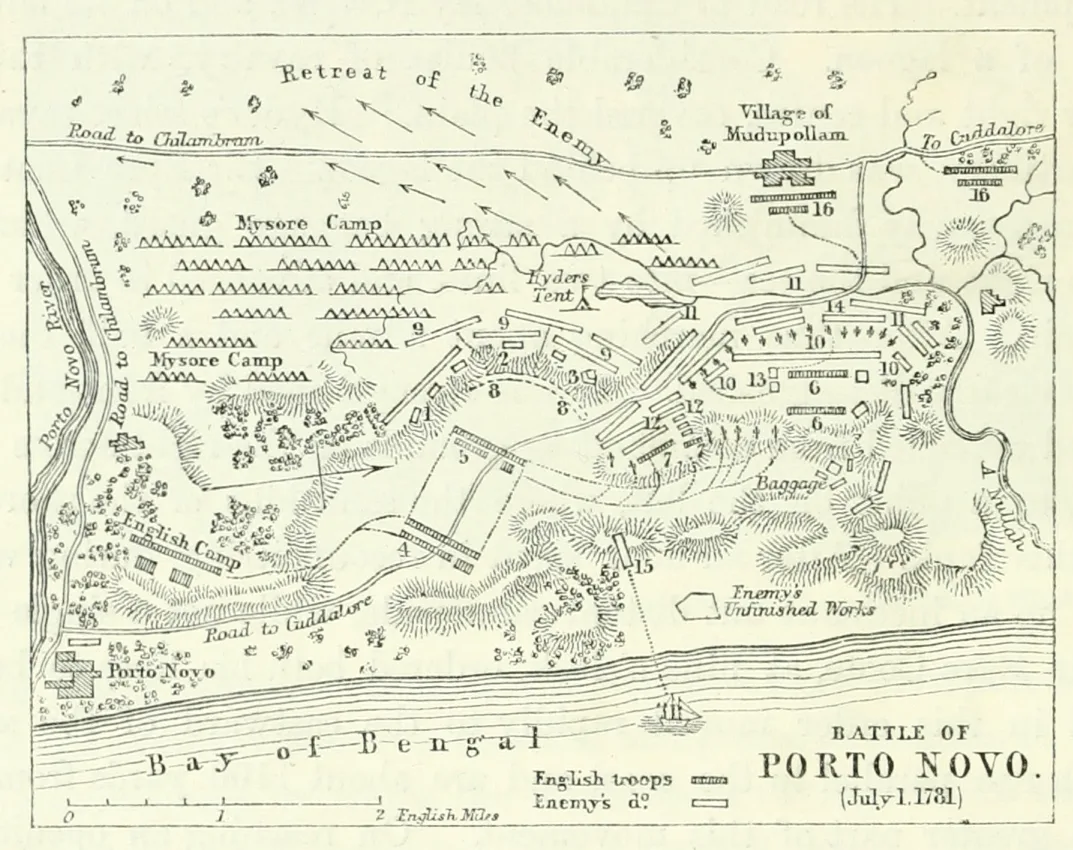 Retreat of the Enemy
Village of
Mudupollam
Road to Chilambram
To Cuddalore
16
16
Mysore Camp
Hyders
Tent
11
11
14
11
9
9
9
10
10
10
2
3
8
8
1
13
6
6
12
12
7
7
Porto Novo River
Road to Chilambrum
Mysore Camp
5
Baggage
A Nullah
English Camp
4
15
Enemy's
Unfinished Works
Road to Cuddalore
Porto Novo
Bay of Bengal
BATTLE OF
PORTO NOVO.
(July 1. 1781)
English troops
Enemy's dº
0 1 2 English Miles